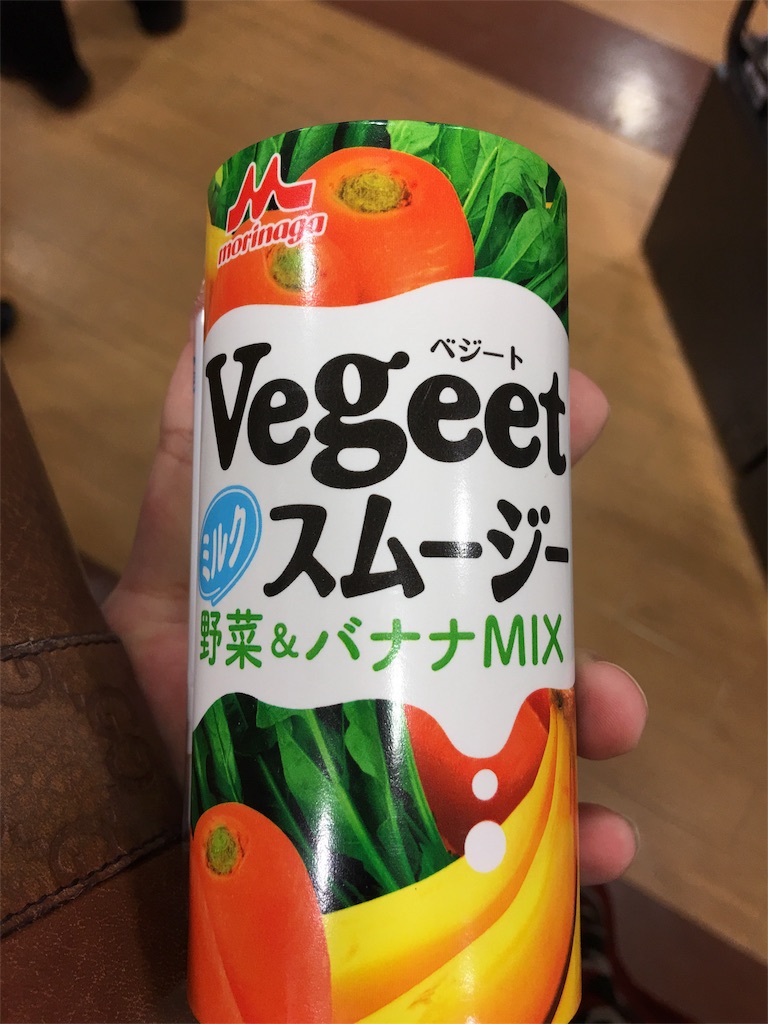 morinaga
ベジート
Vegeet
ミルク
スムージー
野菜&バナナMIX